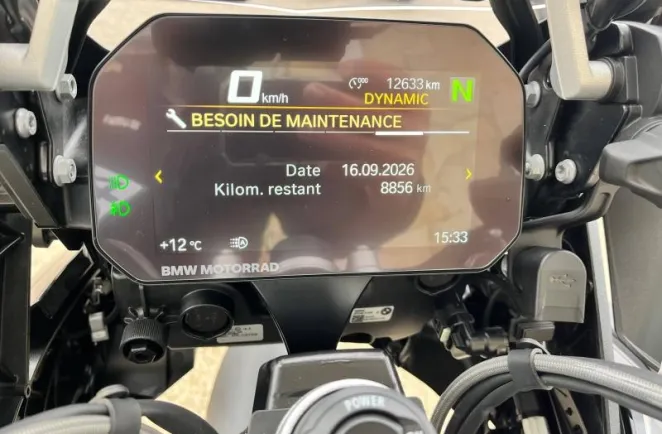 0 km/h
12633 km
DYNAMIC
N
BESOIN DE MAINTENANCE
Date 16.09.2026
Kilom. restant 8856 km
+12 °C
15:33
BMW MOTORRAD
POWER